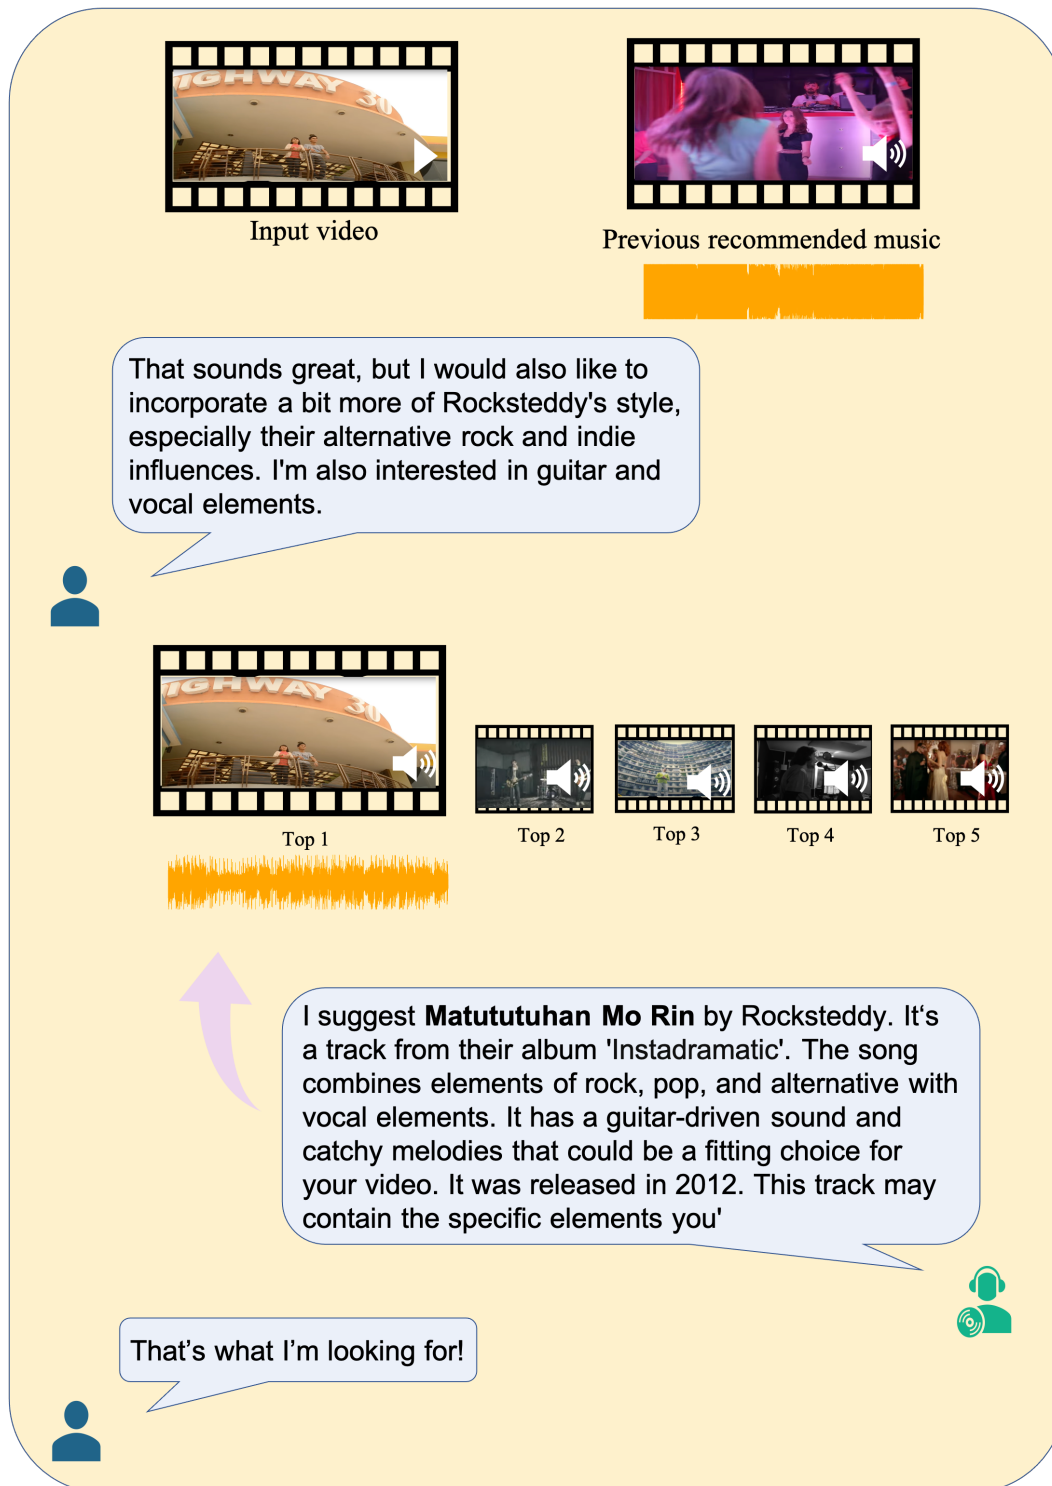 HIGHWAY 30
Input video
Previous recommended music
That sounds great, but I would also like to
incorporate a bit more of Rocksteddy's style,
especially their alternative rock and indie
influences. I'm also interested in guitar and
vocal elements.
HIGHWAY 30
Top 1
Top 2
Top 3
Top 4
Top 5
I suggest Matututuhan Mo Rin by Rocksteddy. It‘s
a track from their album 'Instadramatic'. The song
combines elements of rock, pop, and alternative with
vocal elements. It has a guitar-driven sound and
catchy melodies that could be a fitting choice for
your video. It was released in 2012. This track may
contain the specific elements you'
That’s what I’m looking for!